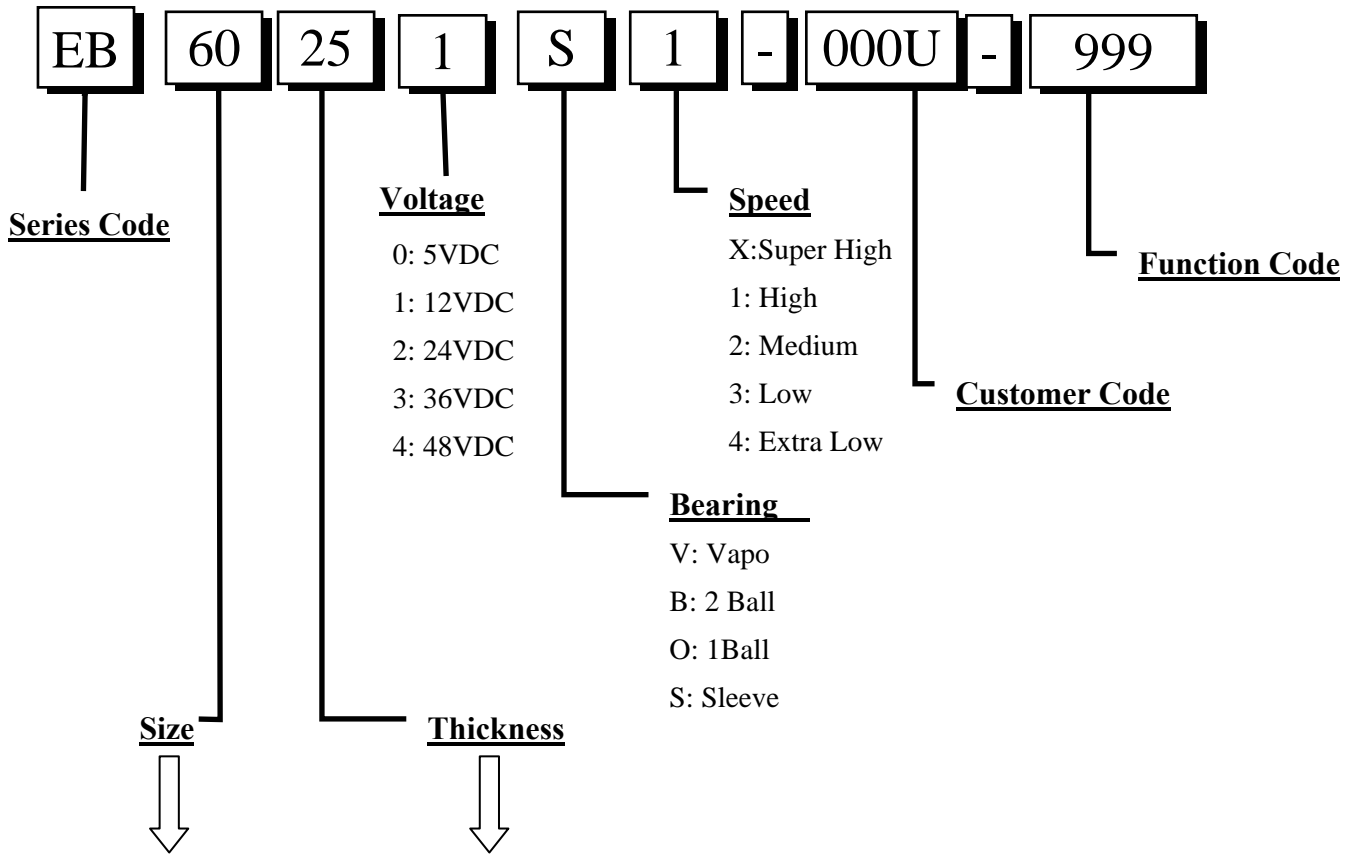 EB 60 25 1 S 1 - 000U - 999
Series Code
Voltage
0: 5VDC
1: 12VDC
2: 24VDC
3: 36VDC
4: 48VDC
Speed
X:Super High
1: High
2: Medium
3: Low
4: Extra Low
Function Code
Customer Code
Bearing
V: Vapo
B: 2 Ball
O: 1Ball
S: Sleeve
Size
Thickness